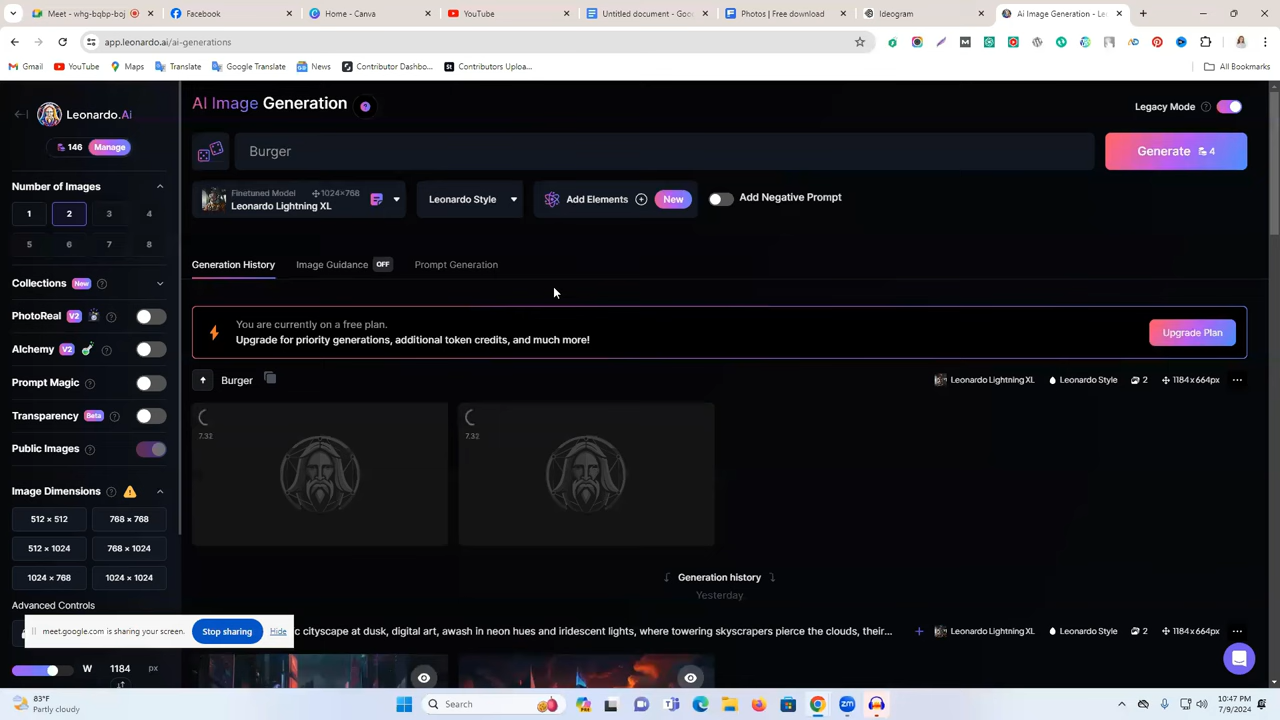 Meet - whg-bqbp-boj
Facebook
Home - Canva
YouTube
Untitled document - Goo
Photos | Free download
Ideogram
Ai Image Generation - Le
app.leonardo.ai/ai-generations
Gmail
YouTube
Maps
Translate
Google Translate
News
Contributor Dashbo...
Contributors Uploa...
All Bookmarks
Leonardo.Ai
AI Image Generation
Legacy Mode
146 Manage
Burger
Generate 4
Number of Images
1 2 3 4
5 6 7 8
Finetuned Model 1024×768
Leonardo Lightning XL
Leonardo Style
Add Elements
New
Add Negative Prompt
Generation History
Image Guidance OFF
Prompt Generation
Collections New
PhotoReal V2
Alchemy V2
Prompt Magic
Transparency Beta
Public Images
Image Dimensions
512 × 512 768 × 768
512 × 1024 768 × 1024
1024 × 768 1024 × 1024
Advanced Controls
You are currently on a free plan.
Upgrade for priority generations, additional token credits, and much more!
Upgrade Plan
Burger
Leonardo Lightning XL
Leonardo Style
2
1184x664px
7.3s
7.3s
Generation history
Yesterday
meet.google.com is sharing your screen.
Stop sharing
Hide
c cityscape at dusk, digital art, awash in neon hues and iridescent lights, where towering skyscrapers pierce the clouds, their...
Leonardo Lightning XL
Leonardo Style
2
1184x664px
W 1184 px
83°F
Partly cloudy
Search
10:47 PM
7/9/2024